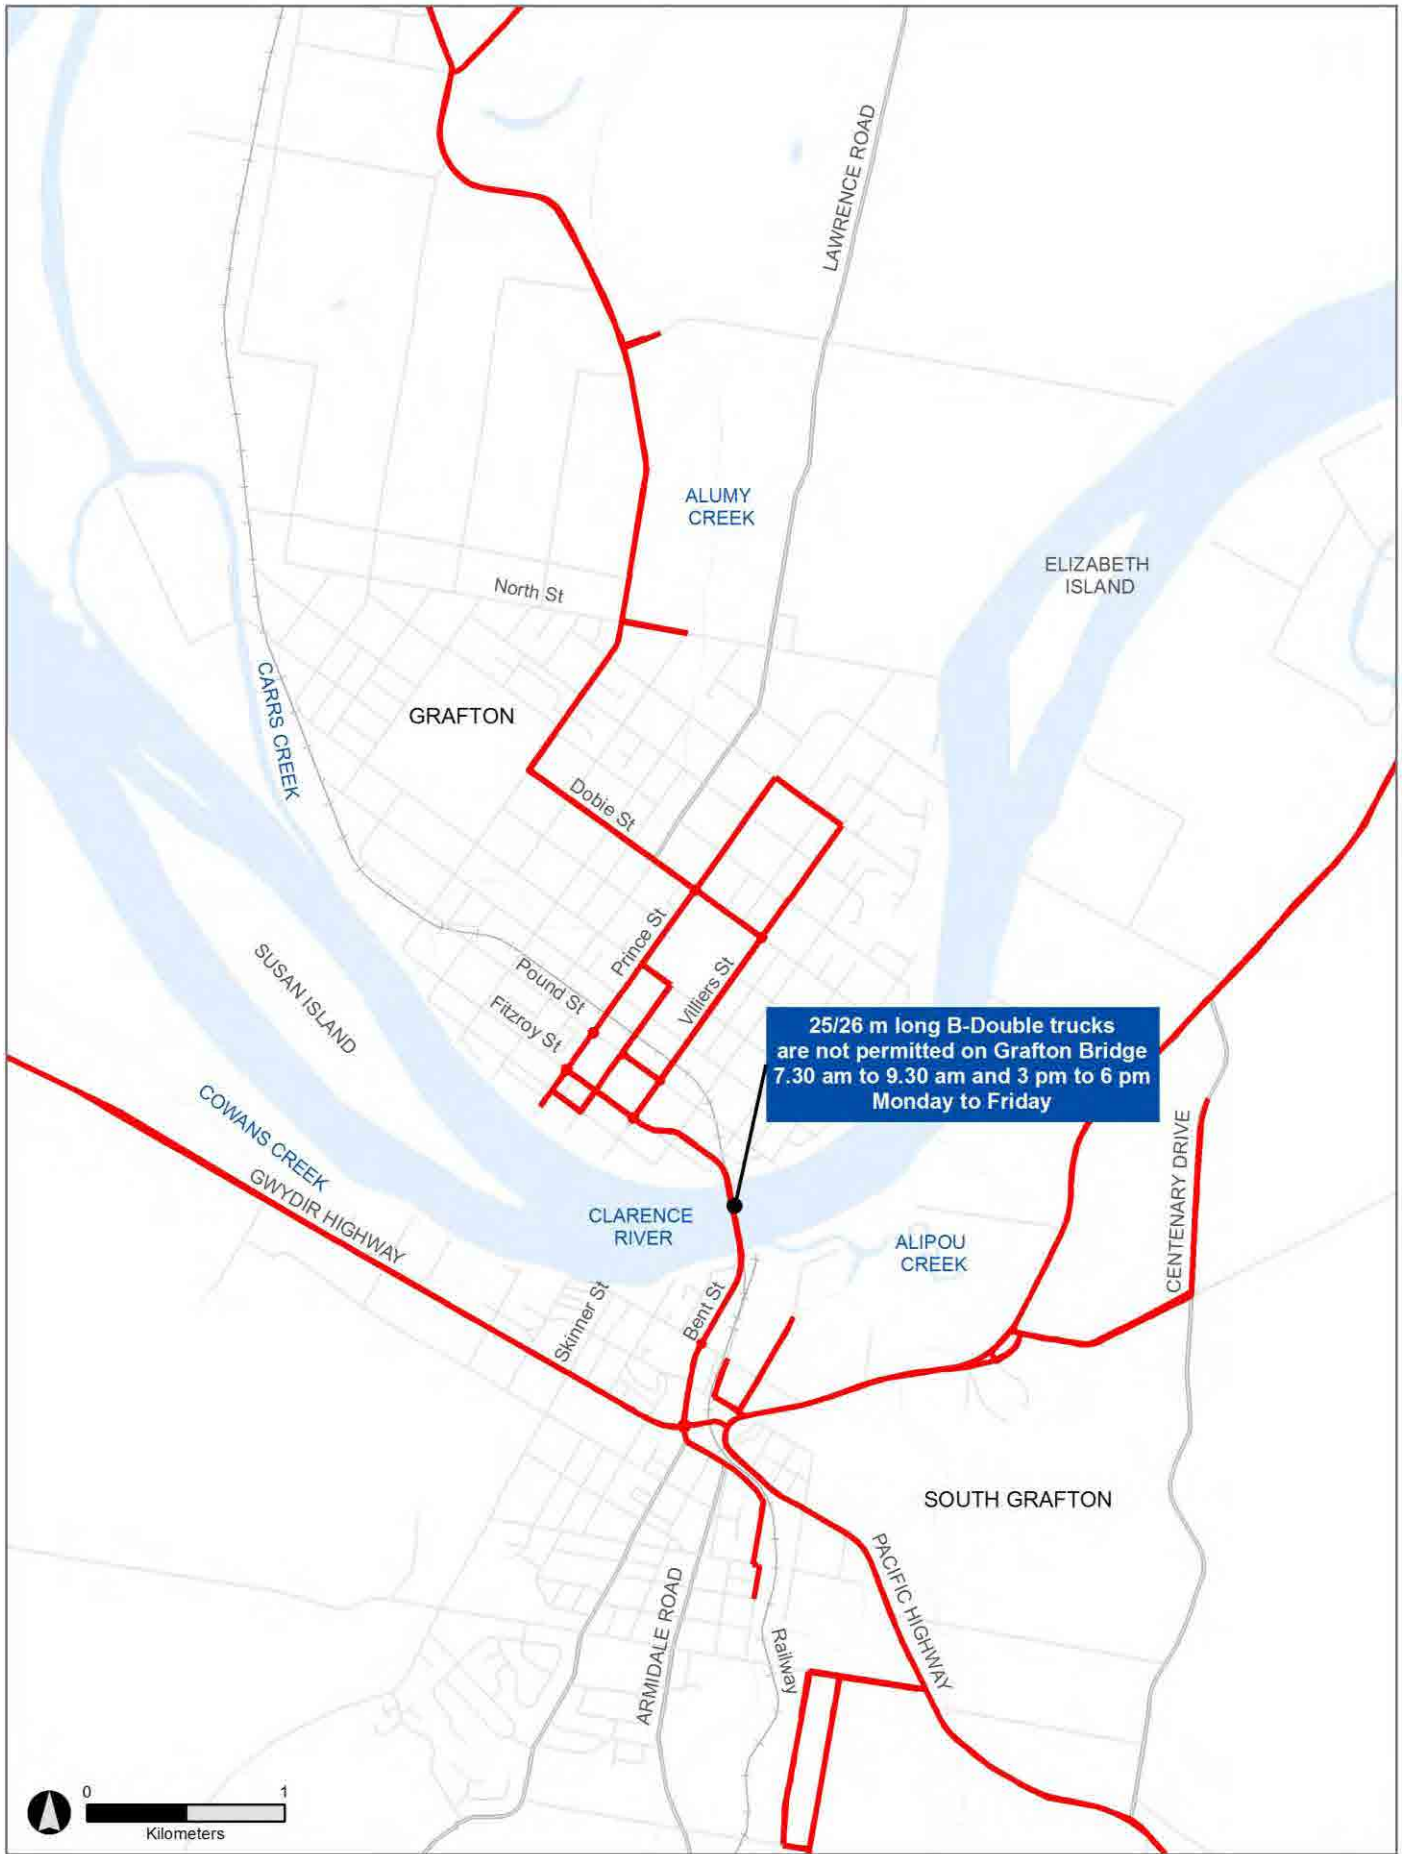 LAWRENCE ROAD
ALUMY
CREEK
ELIZABETH
ISLAND
North St
CARRS CREEK
GRAFTON
Dobie St
Prince St
Pound St
Villiers St
Fitzroy St
SUSAN ISLAND
25/26 m long B-Double trucks
are not permitted on Grafton Bridge
7.30 am to 9.30 am and 3 pm to 6 pm
Monday to Friday
COWANS CREEK
GWYDIR HIGHWAY
CLARENCE
RIVER
ALIPOU
CREEK
CENTENARY DRIVE
Skinner St
Bent St
SOUTH GRAFTON
PACIFIC HIGHWAY
ARMIDALE ROAD
Railway
0 1
Kilometers